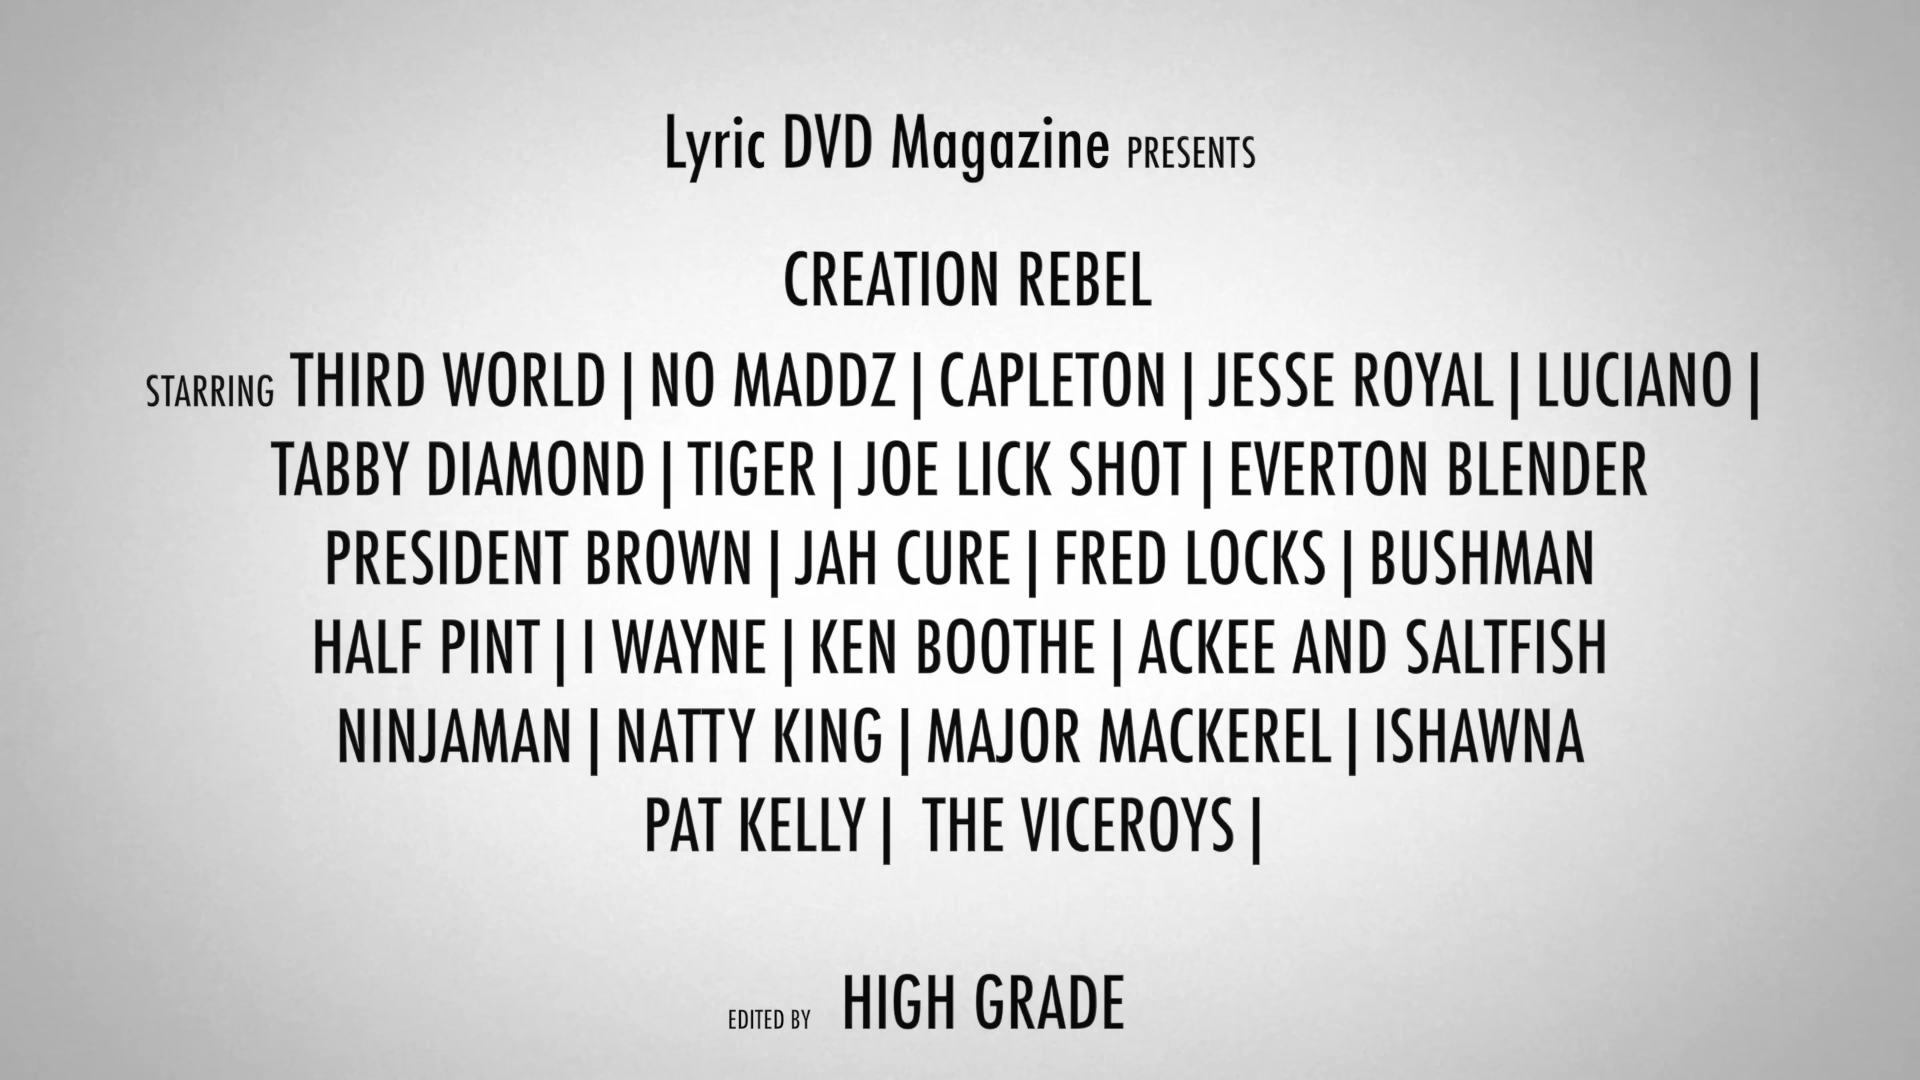 Lyric DVD Magazine PRESENTS
CREATION REBEL
STARRING THIRD WORLD | NO MADDZ | CAPLETON | JESSE ROYAL | LUCIANO |
TABBY DIAMOND | TIGER | JOE LICK SHOT | EVERTON BLENDER
PRESIDENT BROWN | JAH CURE | FRED LOCKS | BUSHMAN
HALF PINT | I WAYNE | KEN BOOTHE | ACKEE AND SALTFISH
NINJAMAN | NATTY KING | MAJOR MACKEREL | ISHAWNA
PAT KELLY | THE VICEROYS |
EDITED BY HIGH GRADE